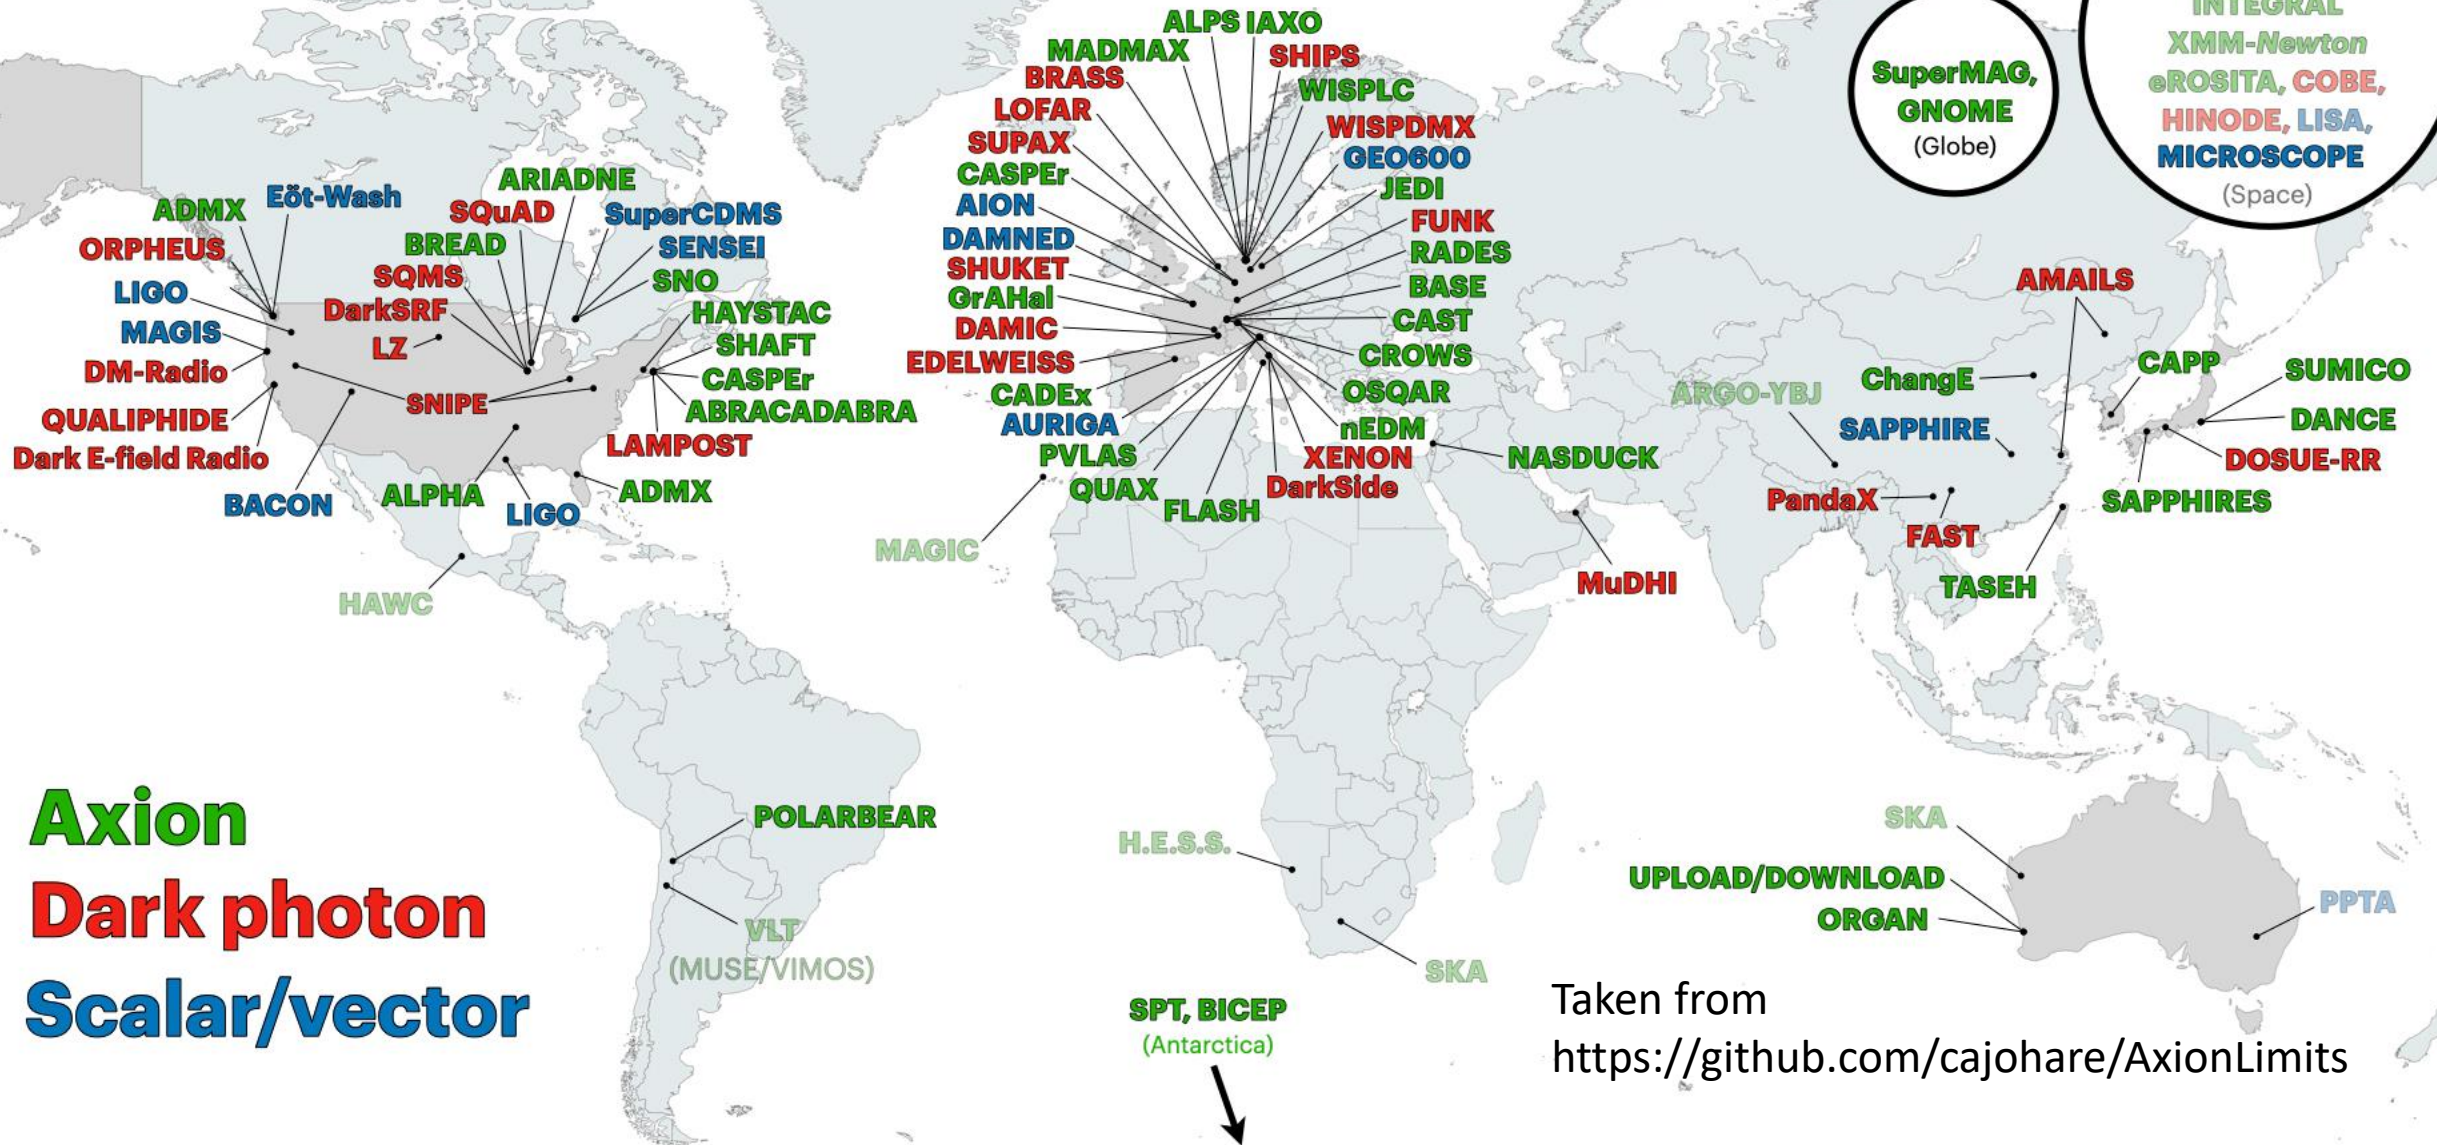 ADMX
Eöt-Wash
ORPHEUS
LIGO
MAGIS
DM-Radio
QUALIPHIDE
Dark E-field Radio
BACON
ARIADNE
SQuAD
BREAD
SQMS
DarkSRF
LZ
SuperCDMS
SENSEI
SNO
HAYSTAC
SHAFT
CASPEr
ABRACADABRA
LAMPOST
SNIPE
ALPHA
LIGO
ADMX
HAWC
POLARBEAR
VLT
(MUSE/VIMOS)
ALPS IAXO
MADMAX
BRASS
LOFAR
SUPAX
CASPEr
AION
DAMNED
SHUKET
GrAHal
DAMIC
EDELWEISS
CADEx
AURIGA
PVLAS
QUAX
FLASH
SHIPS
WISPLC
WISPDMX
GEO600
JEDI
FUNK
RADES
BASE
CAST
CROWS
OSQAR
nEDM
XENON
DarkSide
NASDUCK
MAGIC
MuDHI
H.E.S.S.
SKA
SPT, BICEP
(Antarctica)
SuperMAG,
GNOME
(Globe)
INTEGRAL
XMM-Newton
eROSITA, COBE,
HINODE, LISA,
MICROSCOPE
(Space)
AMAILS
ARGO-YBJ
ChangE
SAPPHIRE
PandaX
FAST
TASEH
CAPP
SUMICO
DANCE
DOSUE-RR
SAPPHIRES
SKA
UPLOAD/DOWNLOAD
ORGAN
PPTA
Axion
Dark photon
Scalar/vector
Taken from
https://github.com/cajohare/AxionLimits